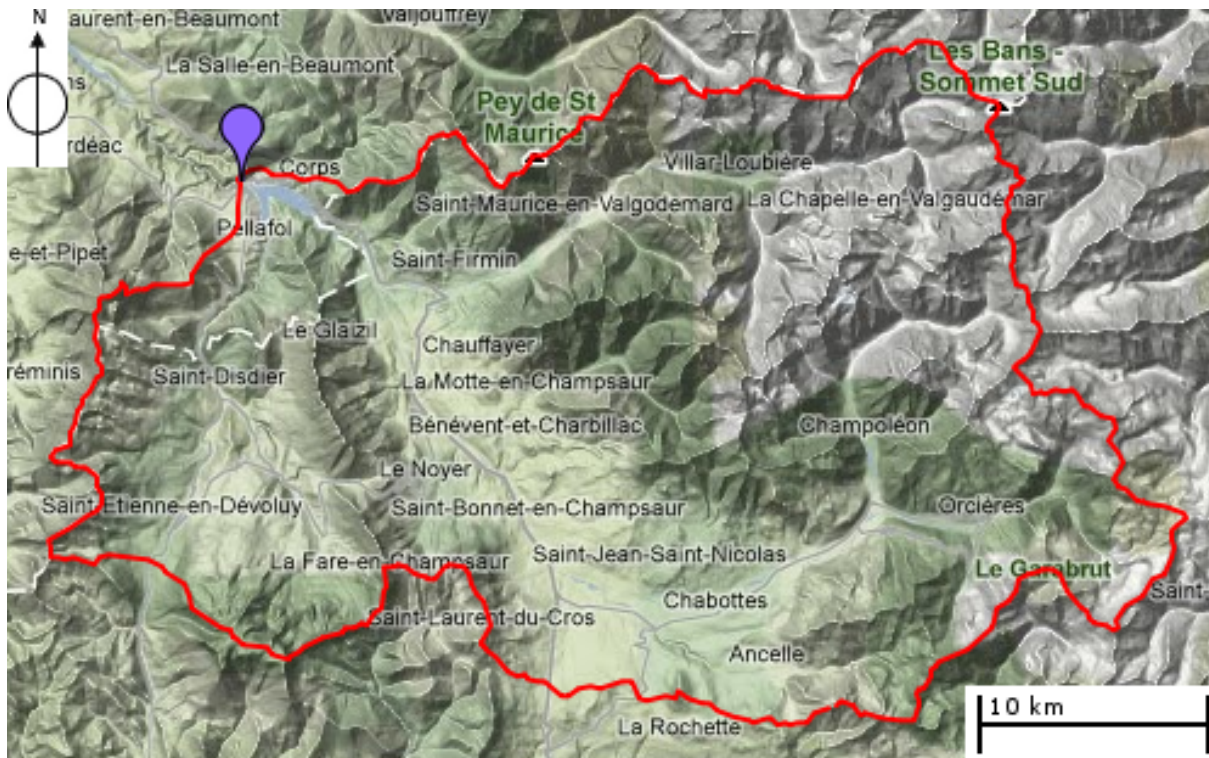 N
aurent-en-Beaumont
Valjouffrey
La Salle-en-Beaumont
Les Bans -
Sommet Sud
ns
Pey de St
Maurice
rdéac
Corps
Villar-Loubière
Saint-Maurice-en-Valgodemard
La Chapelle-en-Valgaudémar
Pellafol
e-et-Pipet
Saint-Firmin
Le Glaizil
Chauffayer
réminis
Saint-Disdier
La Motte-en-Champsaur
Bénévent-et-Charbillac
Champoléon
Le Noyer
Saint-Etienne-en-Dévoluy
Saint-Bonnet-en-Champsaur
Orcières
La Fare-en-Champsaur
Saint-Jean-Saint-Nicolas
Le Garabrut
Saint-
Chabottes
Saint-Laurent-du-Cros
Ancelle
La Rochette
10 km